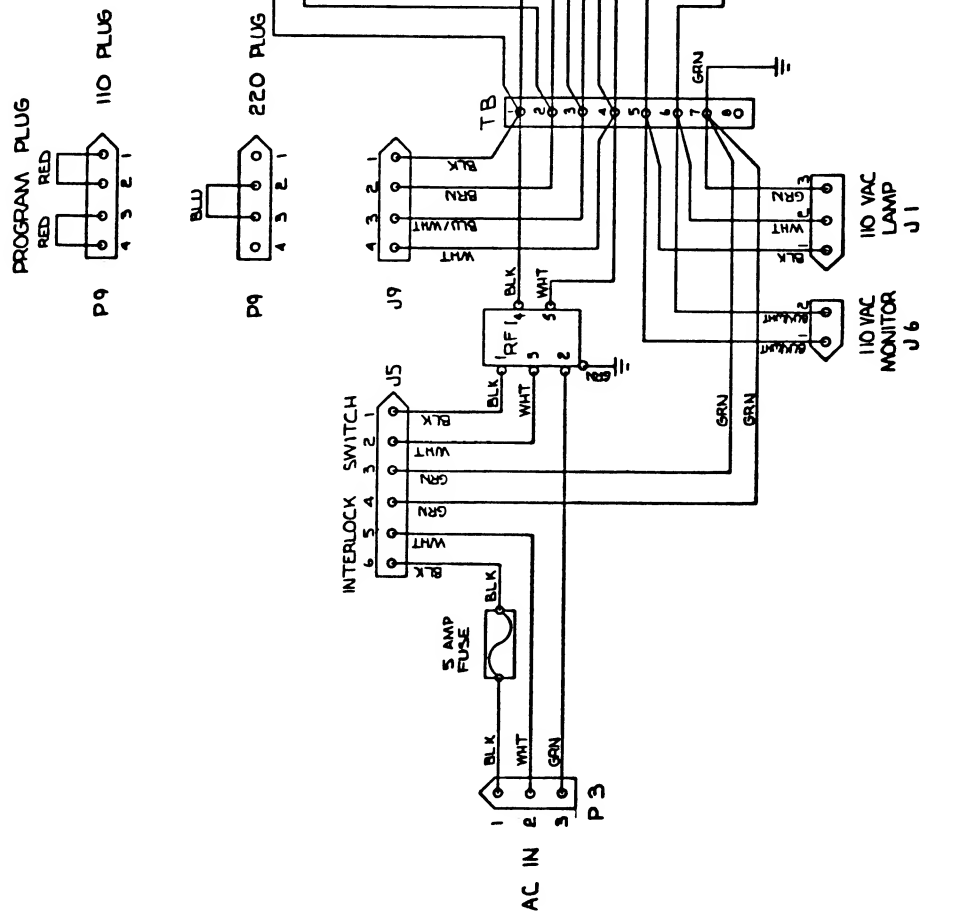 PROGRAM PLUG
110 PLUG
RED
RED
1
2
3
4
P9
220 PLUG
BLU
1
2
3
4
P9
J9
1
2
3
4
BLK
BRN
BLU/WHT
WHT
TB
1
2
3
4
5
6
7
8
GRN
BLK
WHT
4
5
RFI
1
3
2
GRN
BLK
WHT
INTERLOCK SWITCH
J5
1
2
3
4
5
6
BLK
WHT
GRN
GRN
WHT
BLK
GRN
GRN
110 VAC
LAMP
J1
3
2
1
GRN
WHT
BLK
110 VAC
MONITOR
J6
2
1
BLK/WHT
BLK/WHT
5 AMP
FUSE
BLK
BLK
WHT
GRN
1
2
3
P3
AC IN